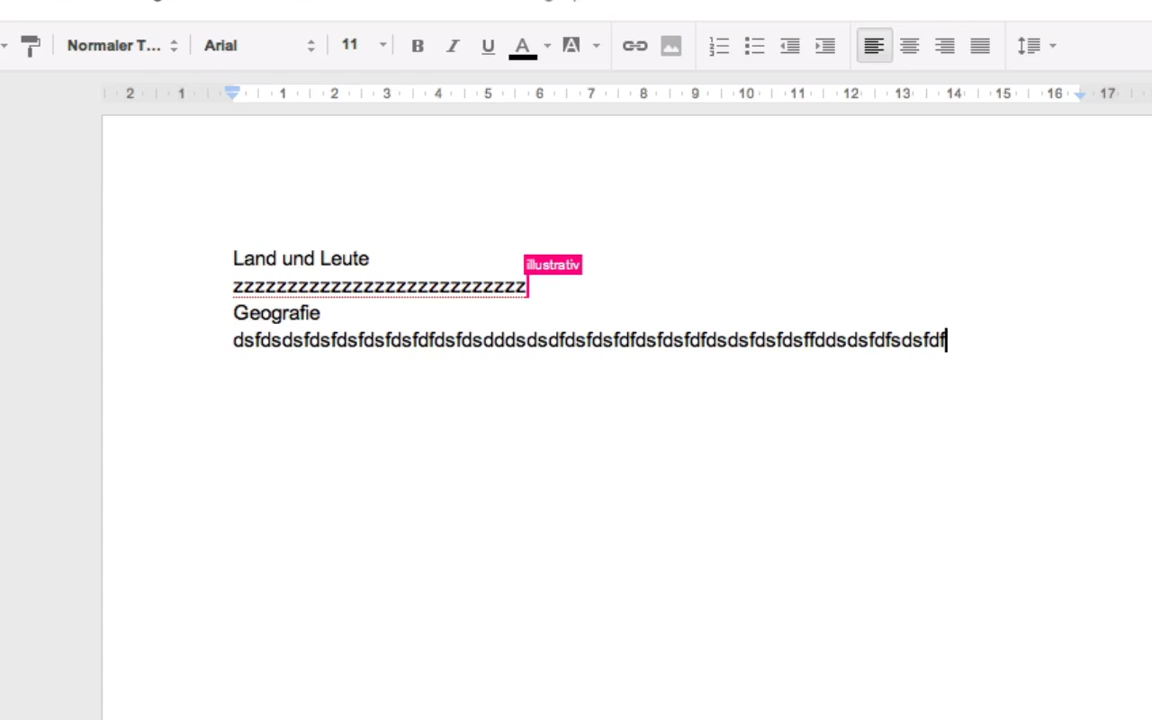 Normaler T... Arial 11 B I U A A
2 1 1 2 3 4 5 6 7 8 9 10 11 12 13 14 15 16 17
Land und Leute
illustrativ
zzzzzzzzzzzzzzzzzzzzzzzzzzz
Geografie
dsfdsdsfdsfdsfdsfdsfdfdsfdsdddsdsdfdsfdsfdfdsfdsfdfdsdsfdsfdsffddsdsfdfsdsfdf